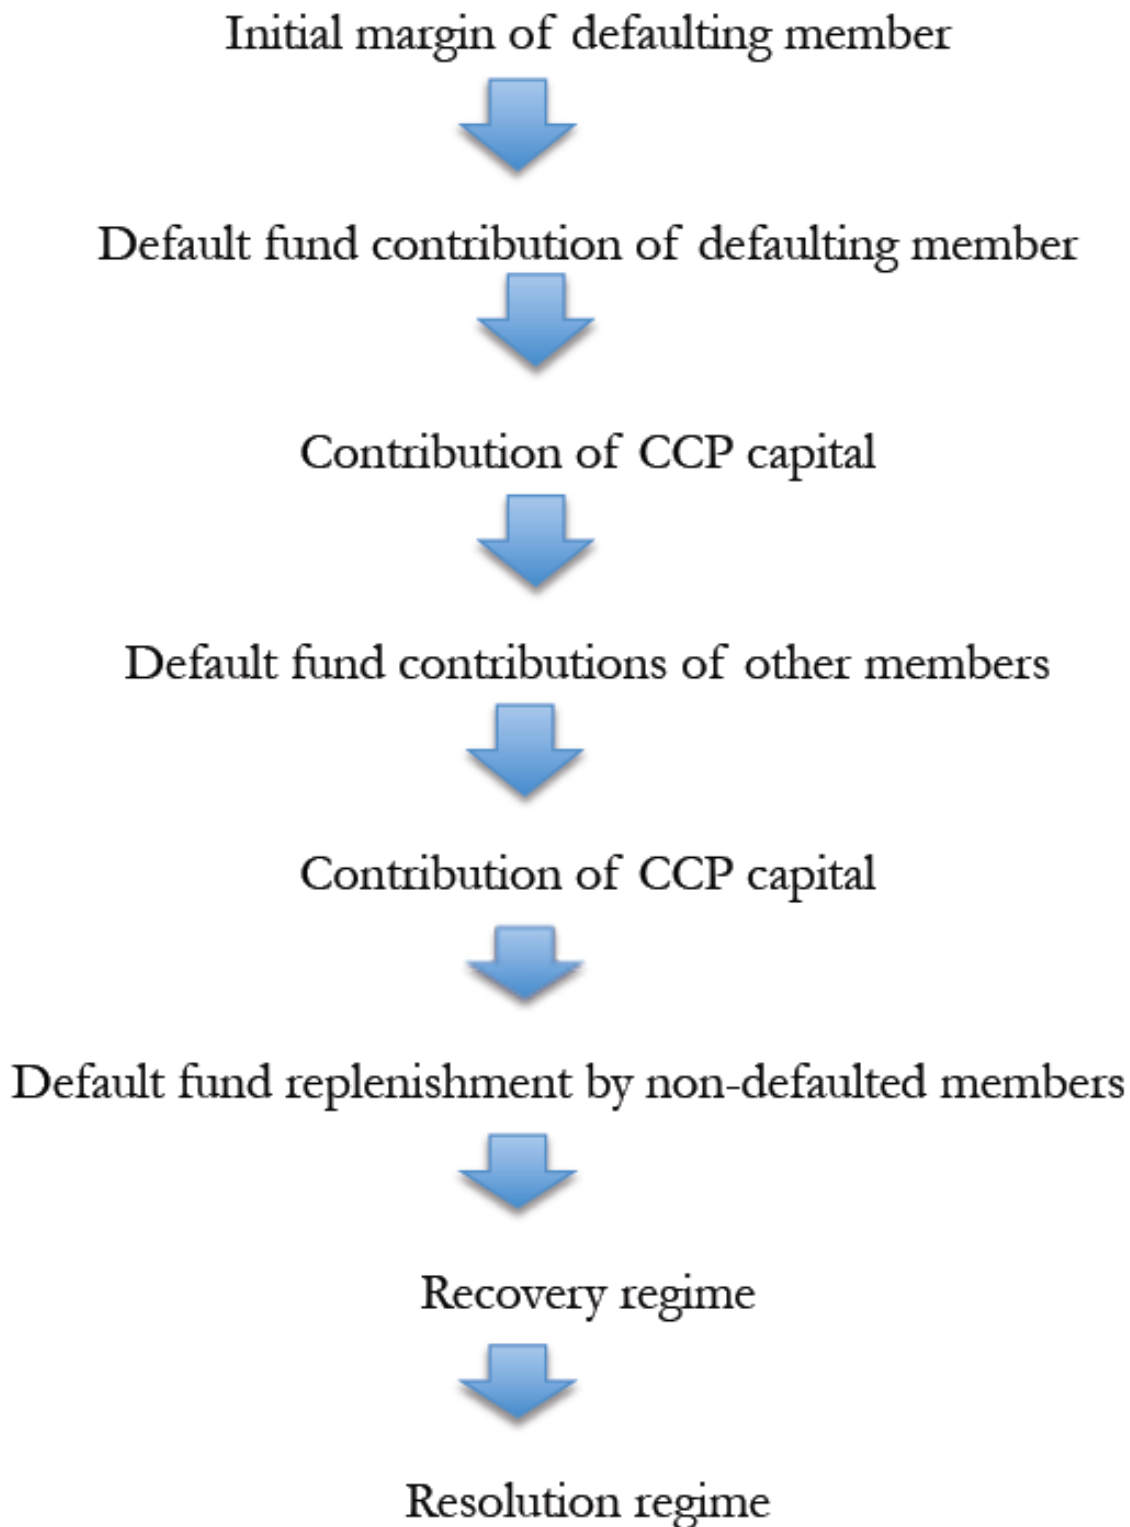 Initial margin of defaulting member
Default fund contribution of defaulting member
Contribution of CCP capital
Default fund contributions of other members
Contribution of CCP capital
Default fund replenishment by non-defaulted members
Recovery regime
Resolution regime